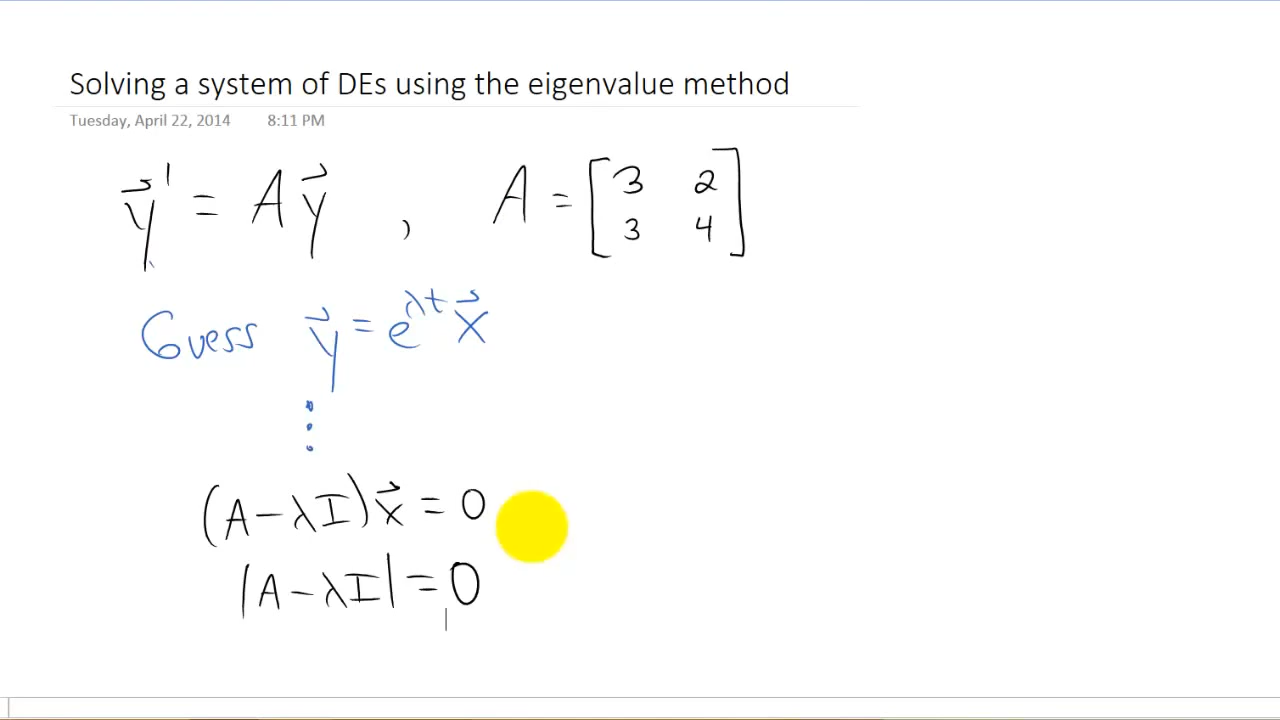 Solving a system of DEs using the eigenvalue method
Tuesday, April 22, 2014 8:11 PM
y⃗' = Ay⃗ , A = [3 2
3 4]
Guess y⃗ = e^{λt} x⃗
⋮
(A − λI)x⃗ = 0
|A − λI| = 0